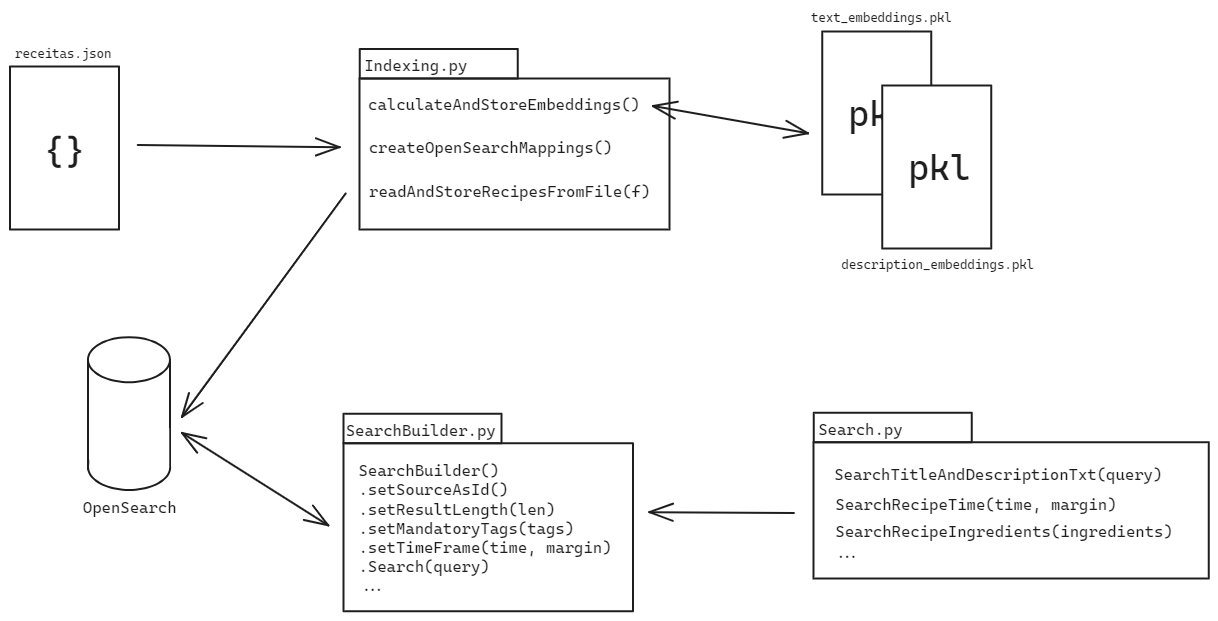 receitas.json
{}
Indexing.py
calculateAndStoreEmbeddings()
createOpenSearchMappings()
readAndStoreRecipesFromFile(f)
text_embeddings.pkl
pk
pkl
description_embeddings.pkl
OpenSearch
SearchBuilder.py
SearchBuilder()
.setSourceAsId()
.setResultLength(len)
.setMandatoryTags(tags)
.setTimeFrame(time, margin)
.Search(query)
...
Search.py
SearchTitleAndDescriptionTxt(query)
SearchRecipeTime(time, margin)
SearchRecipeIngredients(ingredients)
...